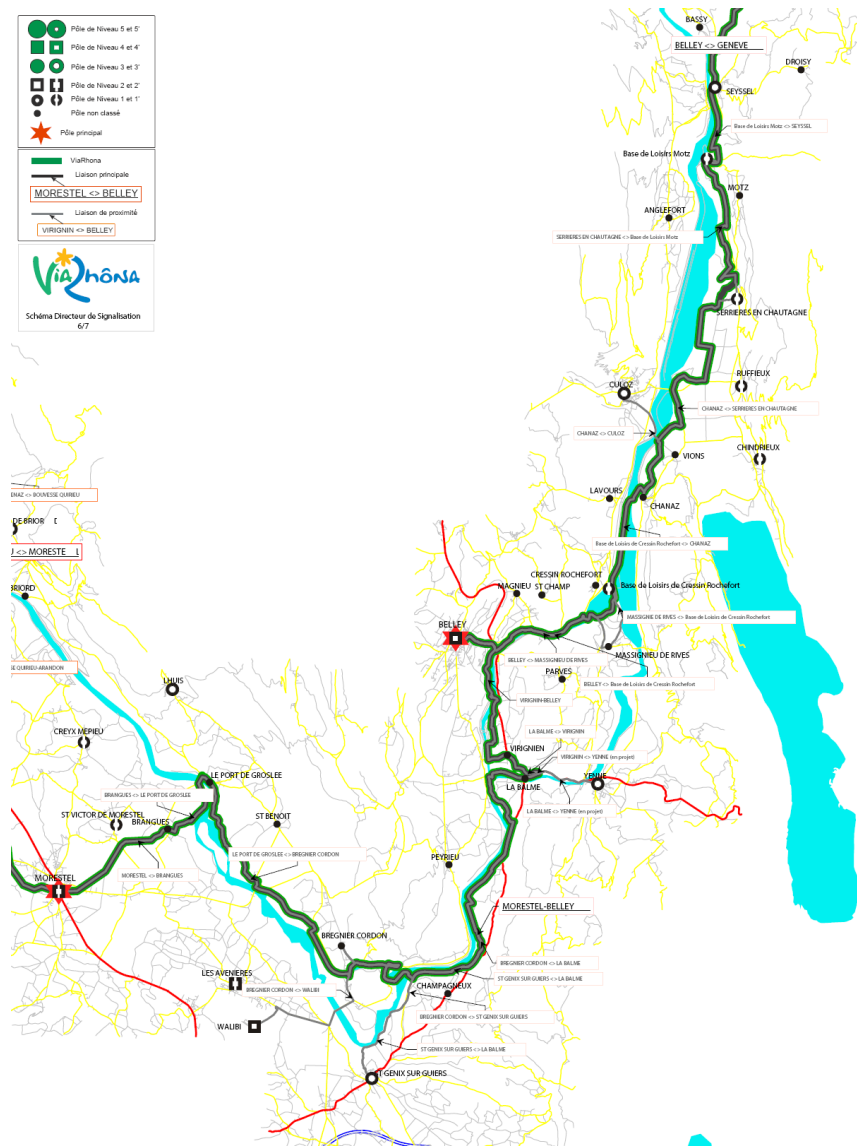 Pôle de Niveau 5 et 5'
Pôle de Niveau 4 et 4'
Pôle de Niveau 3 et 3'
Pôle de Niveau 2 et 2'
Pôle de Niveau 1 et 1'
Pôle non classé
Pôle principal
ViaRhona
Liaison principale
MORESTEL <> BELLEY
Liaison de proximité
VIRIGNIN <> BELLEY
ViaRhôna
Schéma Directeur de Signalisation
6/7
BASSY
BELLEY <> GENEVE
DROISY
SEYSSEL
Base de Loisirs Motz <> SEYSSEL
Base de Loisirs Motz
MOTZ
ANGLEFORT
SERRIERES EN CHAUTAGNE <> Base de Loisirs Motz
SERRIERES EN CHAUTAGNE
RUFFIEUX
CULOZ
CHANAZ <> SERRIERES EN CHAUTAGNE
CHANAZ <> CULOZ
CHINDRIEUX
VIONS
LAVOURS
CHANAZ
ENAZ <> BOUVESSE QUIRIEU
DE BRIOR D
U <> MORESTE L
BRIORD
Base de Loisirs de Cressin Rochefort <> CHANAZ
CRESSIN ROCHEFORT
Base de Loisirs de Cressin Rochefort
MAGNIEU
ST CHAMP
MASSIGNIE DE RIVES <> Base de Loisirs de Cressin Rochefort
BELLEY
MASSIGNIEU DE RIVES
BELLEY <> MASSIGNIEU DE RIVES
SE QUIRIEU-ARANDON
PARVES
BELLEY <> Base de Loisirs de Cressin Rochefort
LHUIS
VIRIGNIN-BELLEY
CREYX MEPIEU
LA BALME <> VIRIGNIN
VIRIGNIEN
VIRIGNIN <> YENNE (en projet)
LE PORT DE GROSLEE
YENNE
LA BALME
BRANGUES <> LE PORT DE GROSLEE
LA BALME <> YENNE (en projet)
ST VICTOR DE MORESTEL
BRANGUES
ST BENOIT
LE PORT DE GROSLEE <> BREGNIER CORDON
PEYRIEU
MORESTEL
MORESTEL <> BRANGUES
MORESTEL-BELLEY
BREGNIER CORDON
BREGNIER CORDON <> LA BALME
LES AVENIERES
ST GENIX SUR GUIERS <> LA BALME
BREGNIER CORDON <> WALIBI
CHAMPAGNEUX
BREGNIER CORDON <> ST GENIX SUR GUIERS
WALIBI
ST GENIX SUR GUIERS <> LA BALME
ST GENIX SUR GUIERS